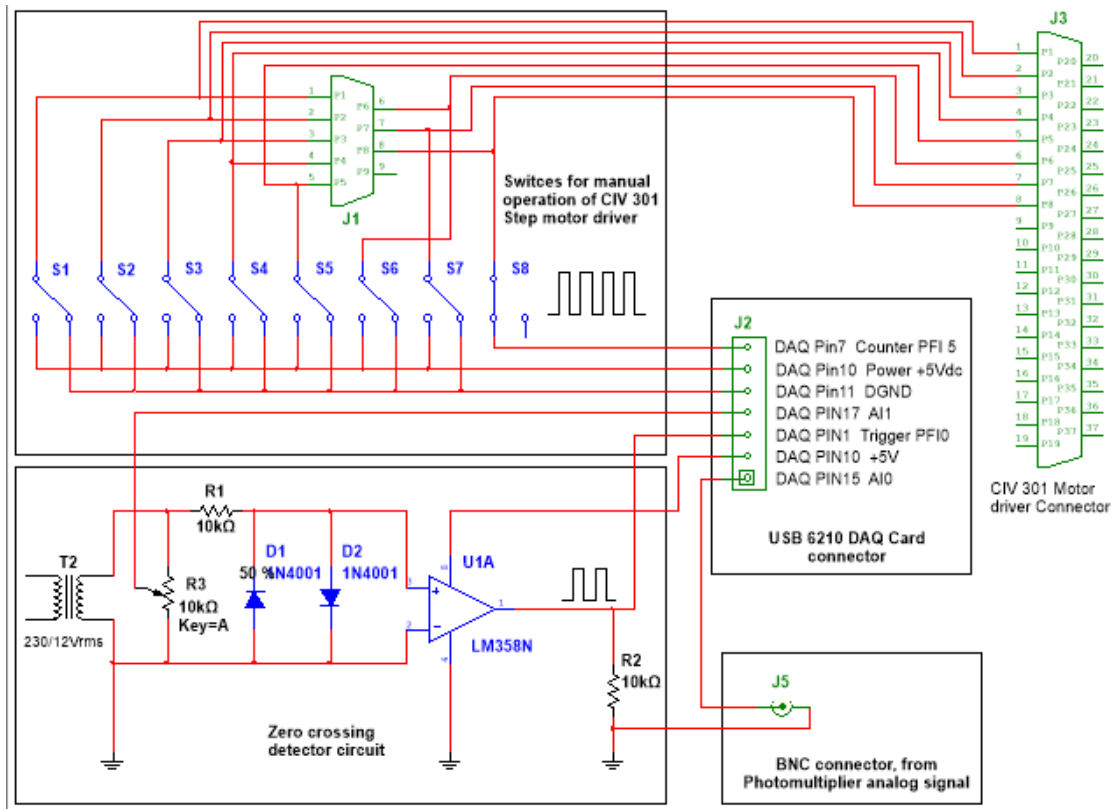 J3
1 P1
2 P2
3 P3
4 P4
5 P5
6 P6
7 P7
8 P8
9 P9
10 P10
11 P11
12 P12
13 P13
14 P14
15 P15
16 P16
17 P17
18 P18
19 P19
P20 20
P21 21
P22 22
P23 23
P24 24
P25 25
P26 26
P27 27
P28 28
P29 29
P30 30
P31 31
P32 32
P33 33
P34 34
P35 35
P36 36
P37 37
CIV 301 Motor
driver Connector
1 P1
2 P2
3 P3
4 P4
5 P5
P6 6
P7 7
P8 8
P9 9
J1
Switces for manual
operation of CIV 301
Step motor driver
S1 S2 S3 S4 S5 S6 S7 S8
J2
DAQ Pin7 Counter PFI 5
DAQ Pin10 Power +5Vdc
DAQ Pin11 DGND
DAQ PIN17 AI1
DAQ PIN1 Trigger PFI0
DAQ PIN10 +5V
DAQ PIN15 AI0
USB 6210 DAQ Card
connector
T2
230/12Vrms
R1
10kΩ
R3
10kΩ
Key=A
50 %
D1
1N4001
D2
1N4001
U1A
3
2
8
4
1
+
−
LM358N
R2
10kΩ
Zero crossing
detector circuit
J5
BNC connector, from
Photomultiplier analog signal